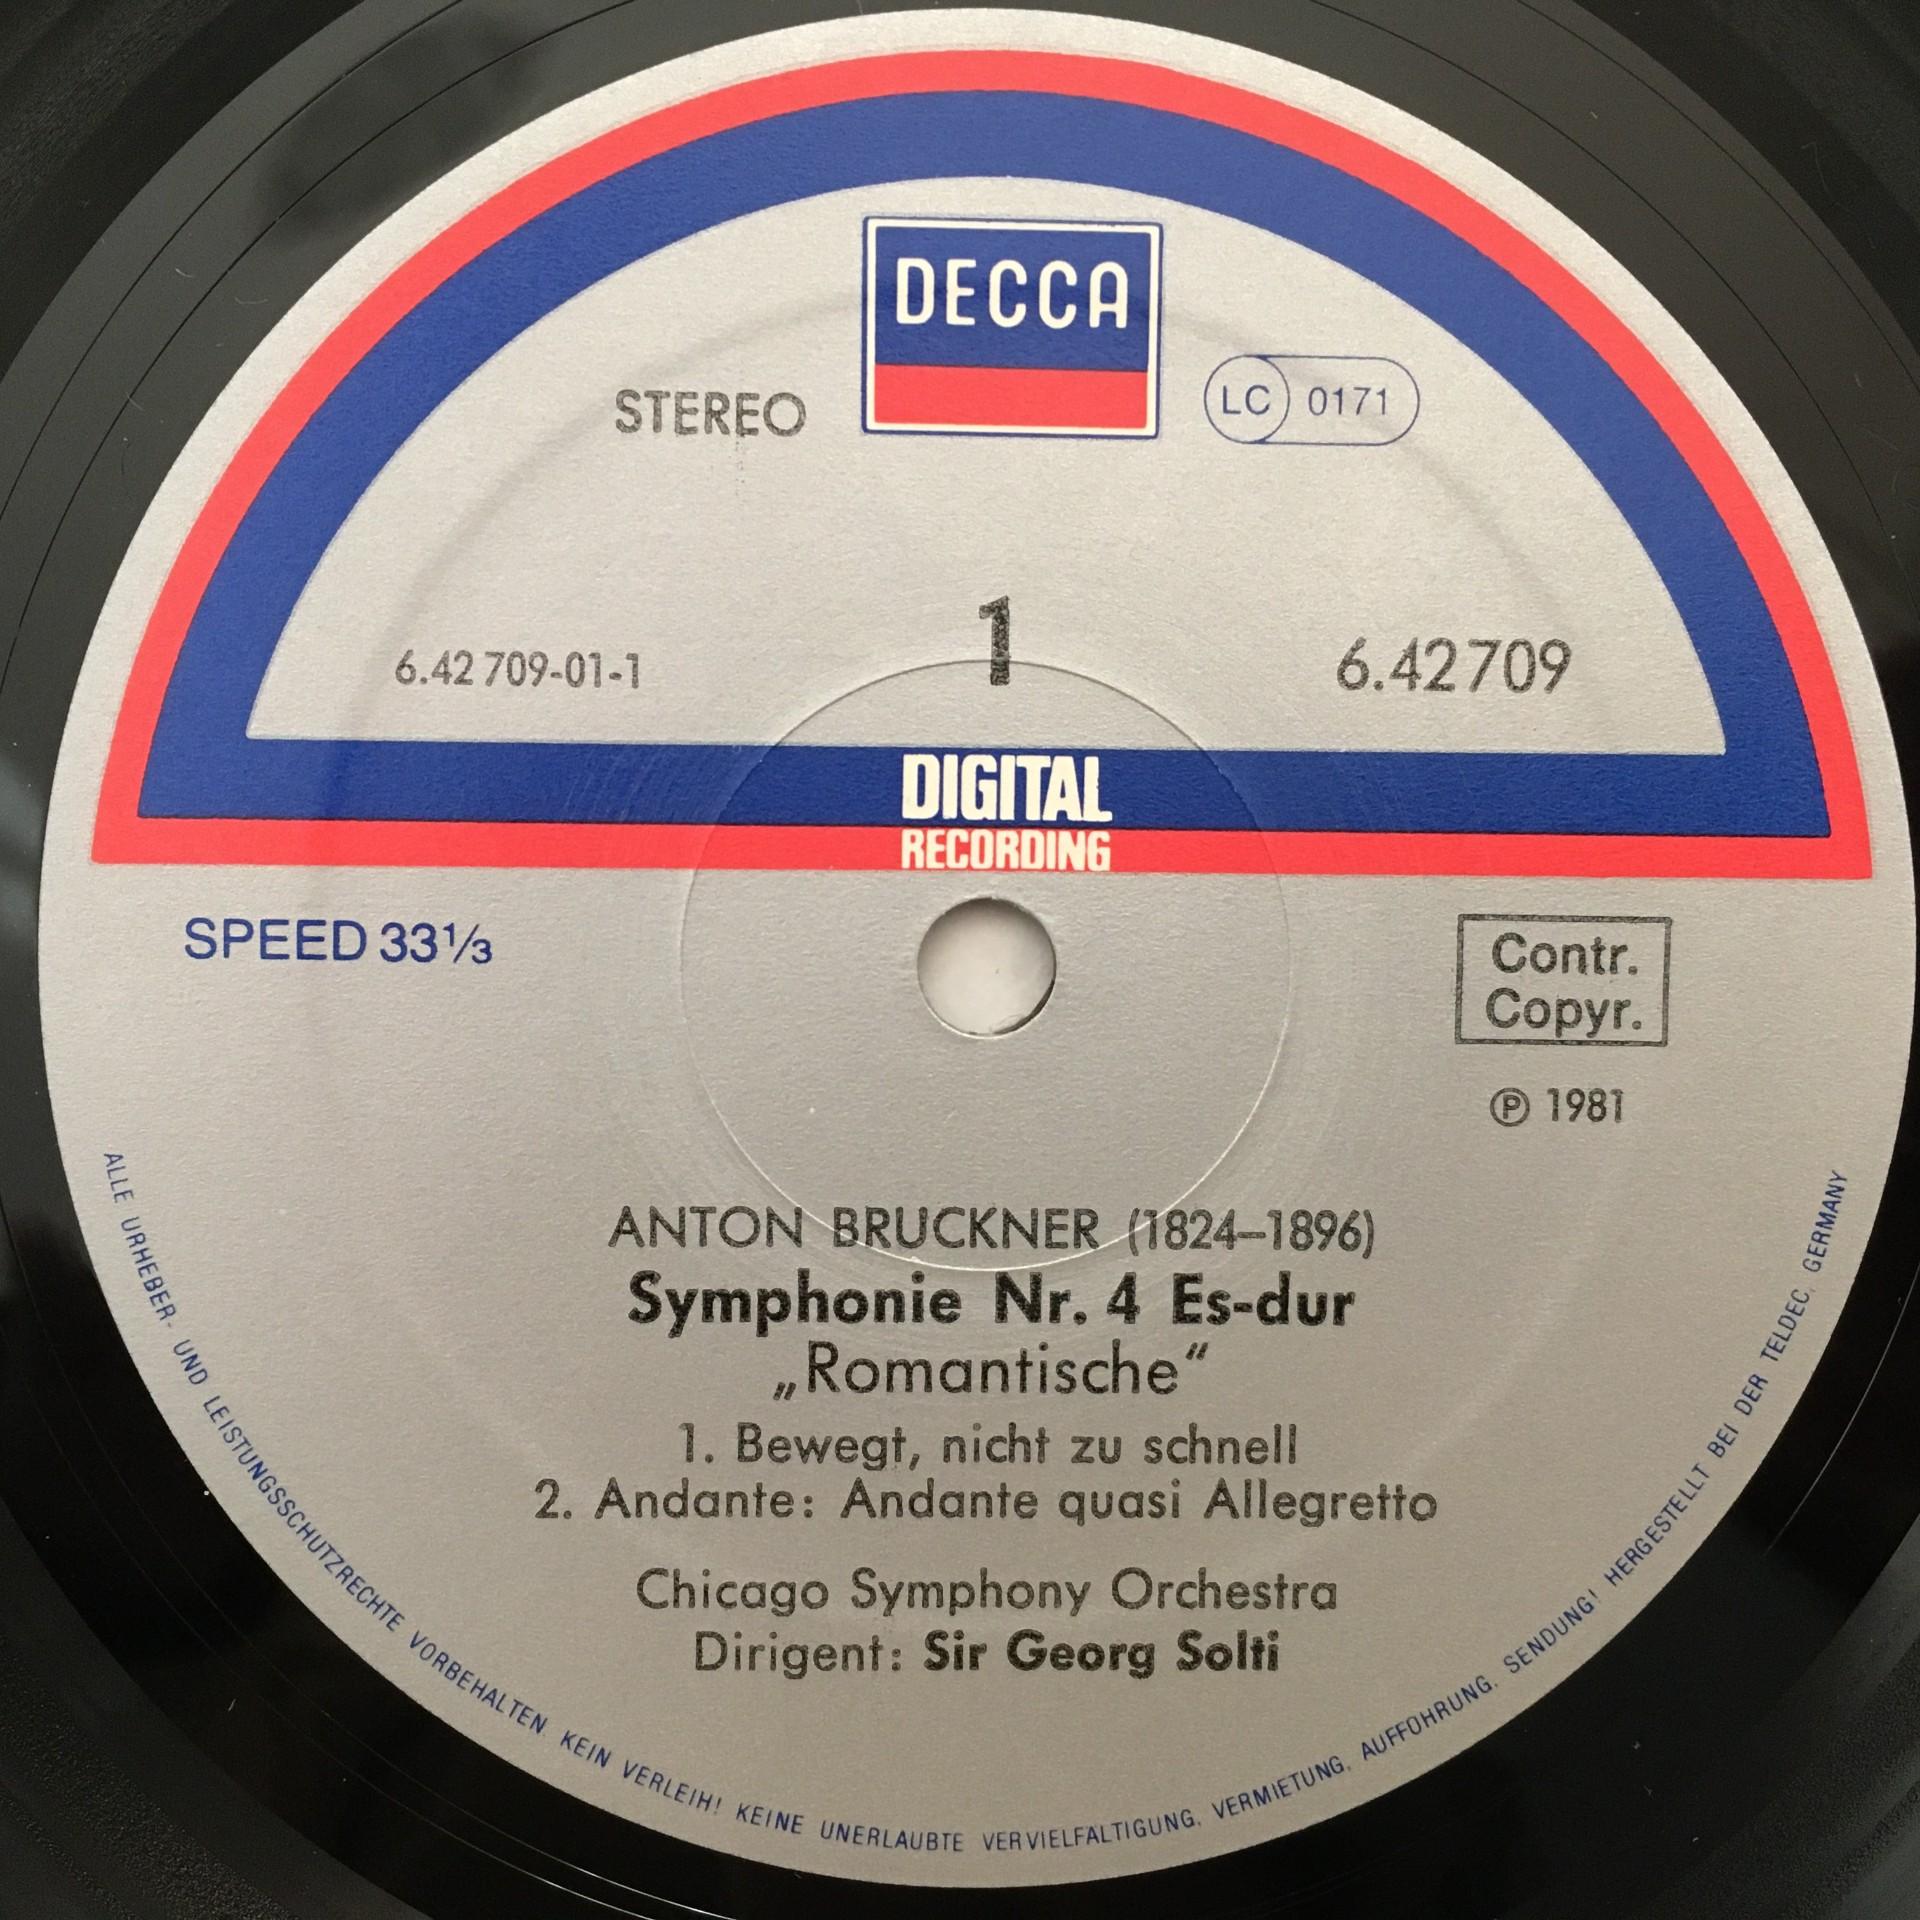 DECCA
STEREO
LC 0171
1
6.42 709-01-1
6.42709
DIGITAL
RECORDING
SPEED 33⅓
Contr.
Copyr.
℗ 1981
ANTON BRUCKNER (1824–1896)
Symphonie Nr. 4 Es-dur
„Romantische“
1. Bewegt, nicht zu schnell
2. Andante: Andante quasi Allegretto
Chicago Symphony Orchestra
Dirigent: Sir Georg Solti
ALLE URHEBER- UND LEISTUNGSSCHUTZRECHTE VORBEHALTEN KEIN VERLEIH! KEINE UNERLAUBTE VERVIELFÄLTIGUNG, VERMIETUNG, AUFFÜHRUNG, SENDUNG! HERGESTELLT BEI DER TELDEC, GERMANY